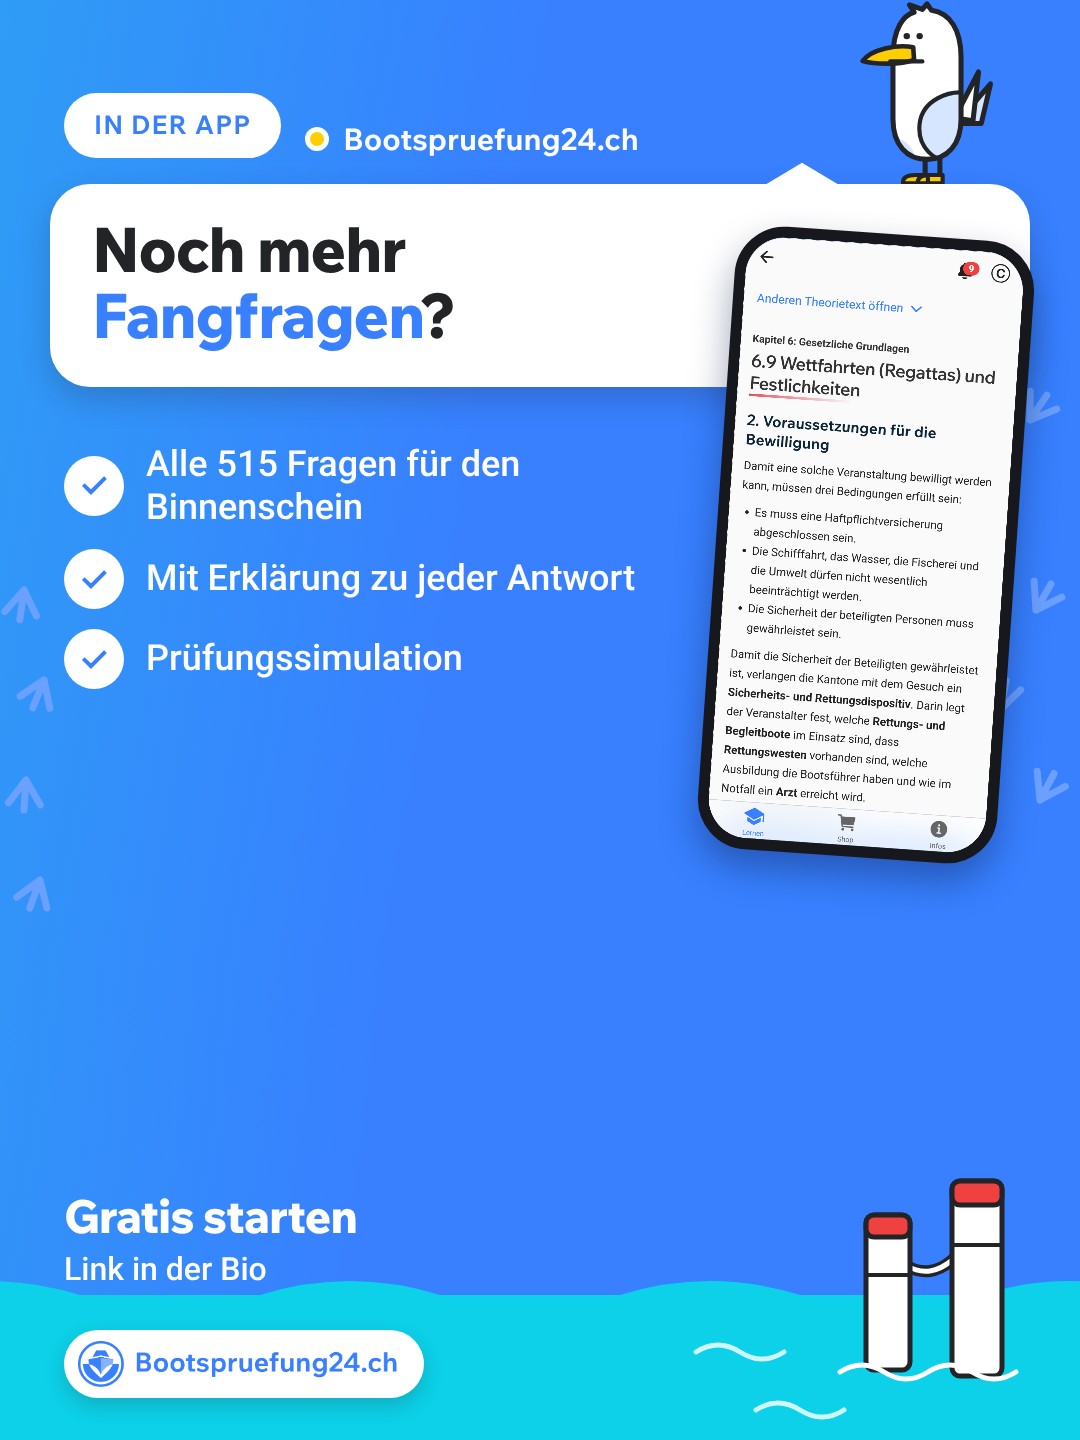 IN DER APP
Bootspruefung24.ch
Noch mehr
Fangfragen?
Alle 515 Fragen für den
Binnenschein
Mit Erklärung zu jeder Antwort
Prüfungssimulation
9
C
Anderen Theorietext öffnen
Kapitel 6: Gesetzliche Grundlagen
6.9 Wettfahrten (Regattas) und
Festlichkeiten
2. Voraussetzungen für die
Bewilligung
Damit eine solche Veranstaltung bewilligt werden
kann, müssen drei Bedingungen erfüllt sein:
• Es muss eine Haftpflichtversicherung
abgeschlossen sein.
• Die Schifffahrt, das Wasser, die Fischerei und
die Umwelt dürfen nicht wesentlich
beeinträchtigt werden.
• Die Sicherheit der beteiligten Personen muss
gewährleistet sein.
Damit die Sicherheit der Beteiligten gewährleistet
ist, verlangen die Kantone mit dem Gesuch ein
Sicherheits- und Rettungsdispositiv. Darin legt
der Veranstalter fest, welche Rettungs- und
Begleitboote im Einsatz sind, dass
Rettungswesten vorhanden sind, welche
Ausbildung die Bootsführer haben und wie im
Notfall ein Arzt erreicht wird.
Lernen
Shop
Infos
Gratis starten
Link in der Bio
Bootspruefung24.ch